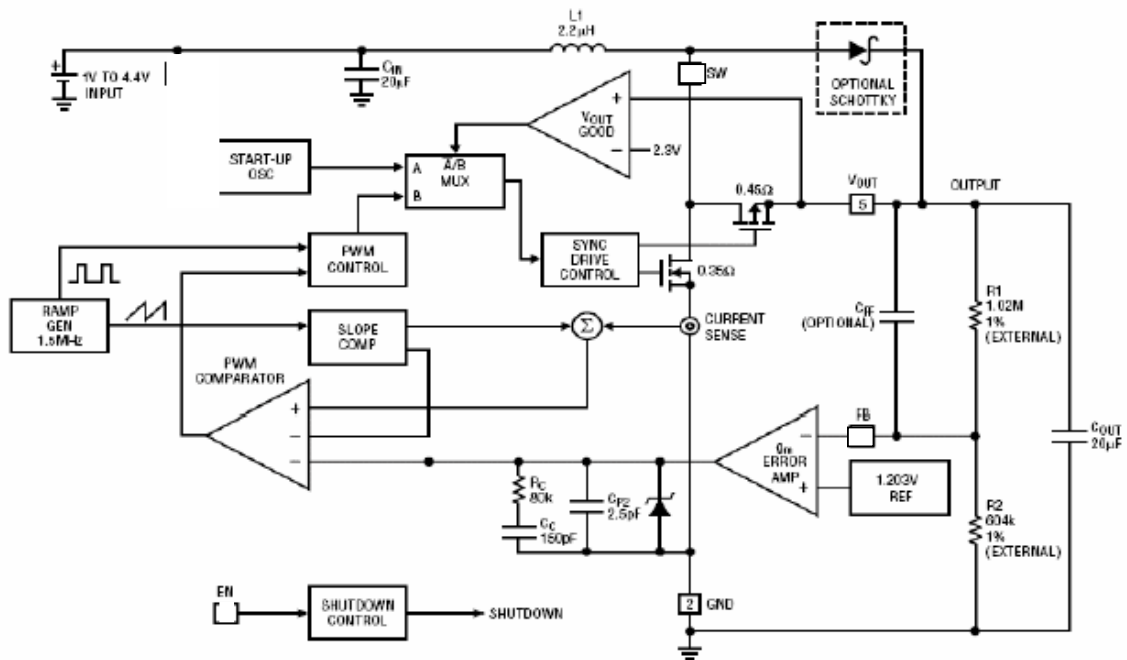 L1
2.2µH
+
1V TO 4.4V
INPUT
CIN
20µF
SW
OPTIONAL
SCHOTTKY
+
VOUT
GOOD
−
2.3V
START-UP
OSC
A
B
A/B
MUX
0.45Ω
VOUT
5
OUTPUT
PWM
CONTROL
SYNC
DRIVE
CONTROL
0.35Ω
RAMP
GEN
1.5MHz
SLOPE
COMP
Σ
CURRENT
SENSE
CFF
(OPTIONAL)
R1
1.02M
1%
(EXTERNAL)
PWM
COMPARATOR
+
−
−
FB
−
gm
ERROR
AMP
+
1.203V
REF
COUT
20µF
RC
80k
CC
150pF
CP2
2.5pF
R2
604k
1%
(EXTERNAL)
EN
SHUTDOWN
CONTROL
SHUTDOWN
2
GND